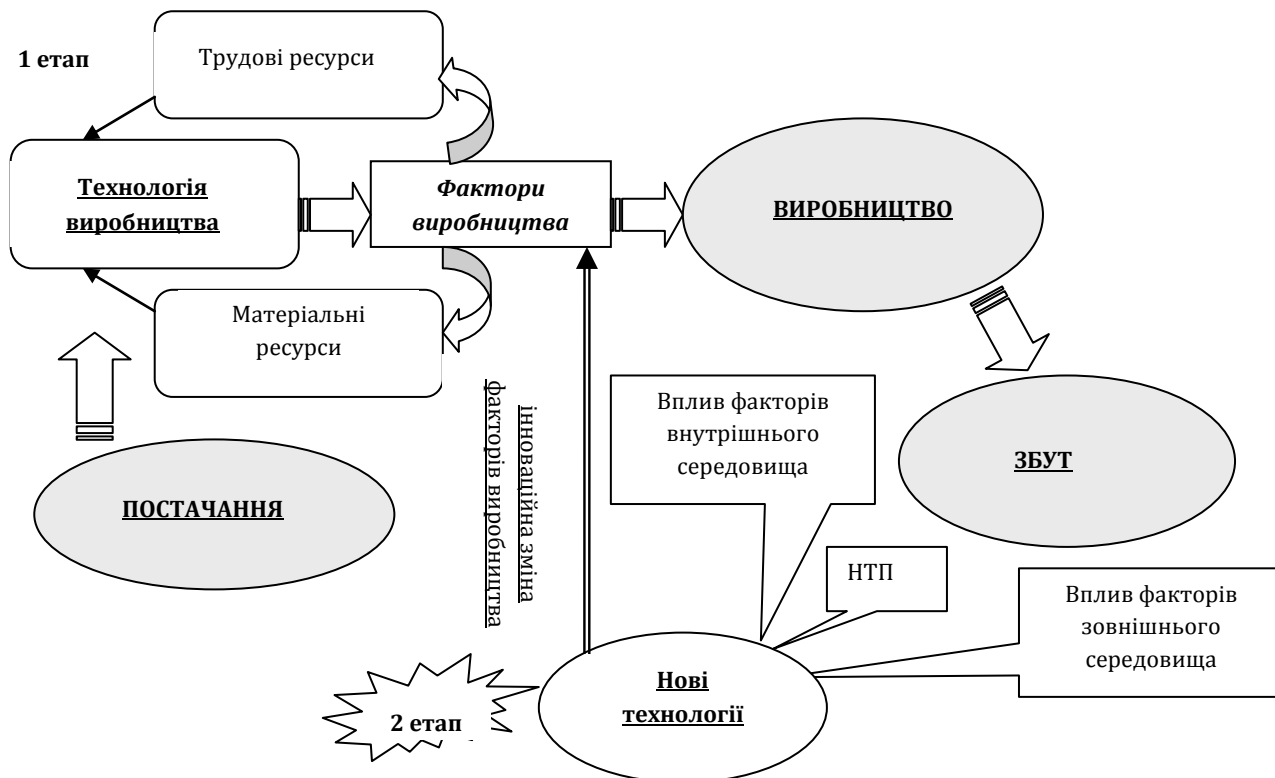 1 етап
Трудові ресурси
Технологія
виробництва
Фактори
виробництва
ВИРОБНИЦТВО
Матеріальні
ресурси
ПОСТАЧАННЯ
інноваційна зміна
факторів виробництва
Вплив факторів
внутрішнього
середовища
ЗБУТ
НТП
Вплив факторів
зовнішнього
середовища
Нові
технології
2 етап